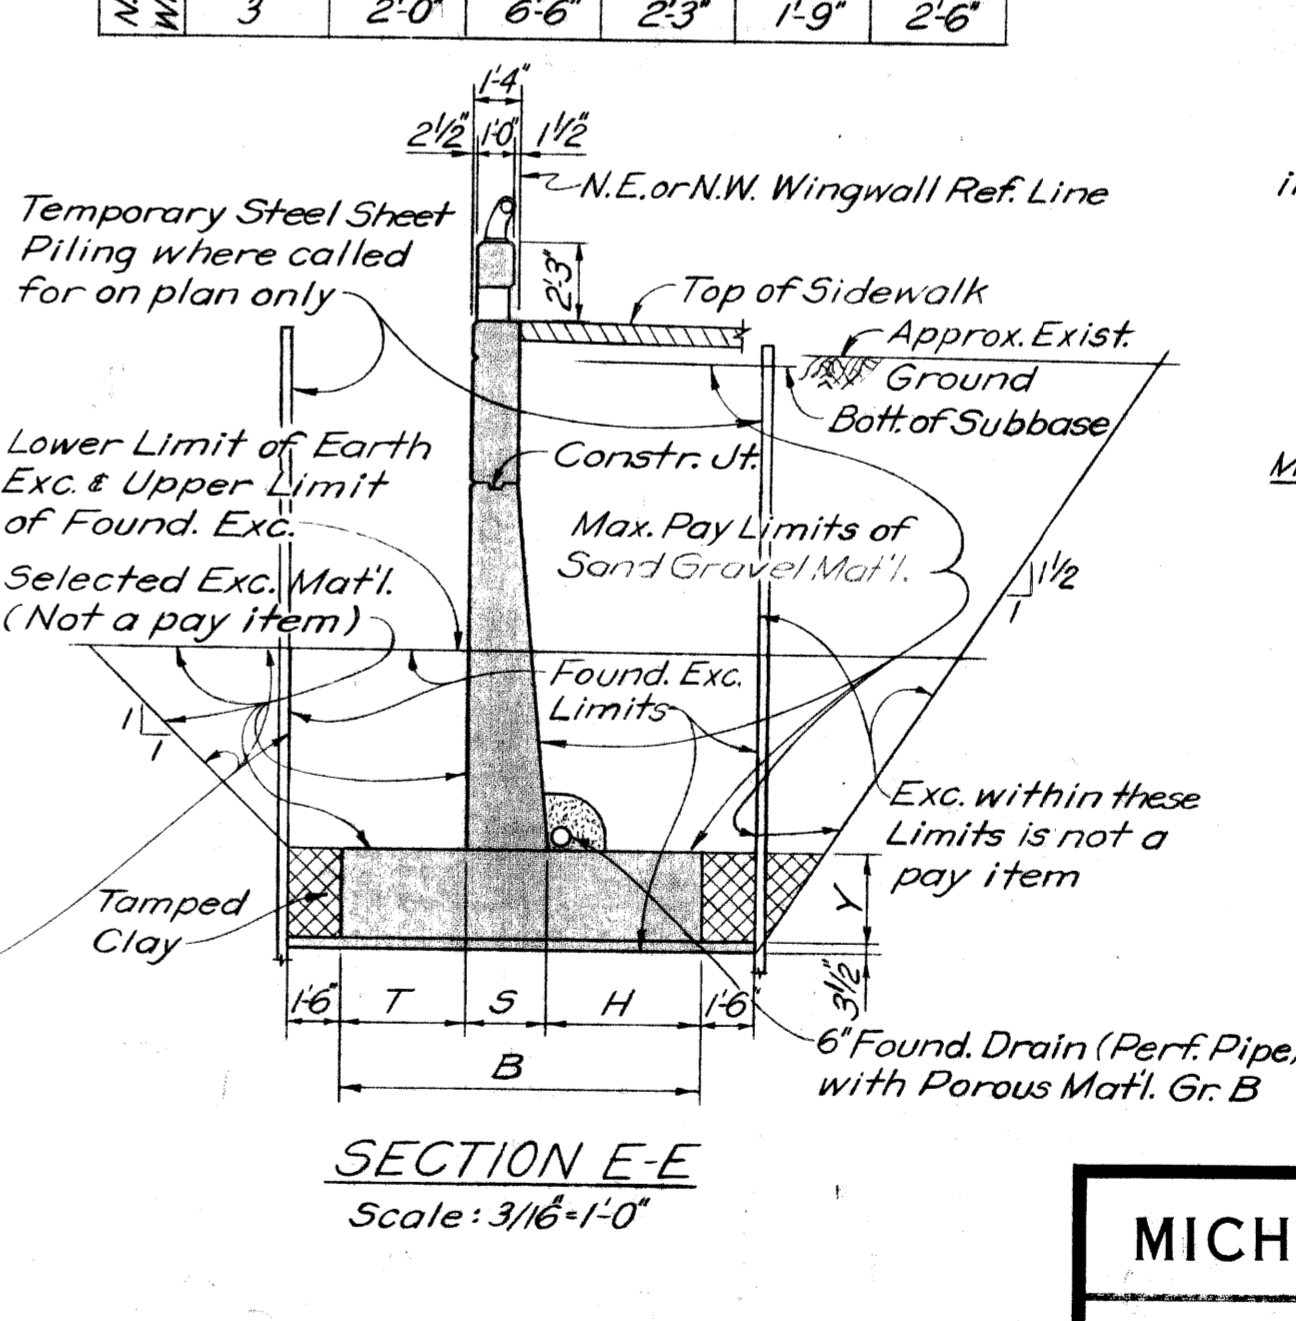 N.
W.
3 2'-0" 6'-6" 2'-3" 1'-9" 2'-6"
1'-4"
2½" 1'-0" 1½"
N.E. or N.W. Wingwall Ref. Line
Temporary Steel Sheet
Piling where called
for on plan only
2'-3"
Top of Sidewalk
Approx. Exist.
Ground
Bott. of Subbase
Lower Limit of Earth
Exc. & Upper Limit
of Found. Exc.
Constr. Jt.
Max. Pay Limits of
Sand Gravel Mat'l.
Selected Exc. Mat'l.
(Not a pay item)
1½
1
Found. Exc.
Limits
1
1
Exc. within these
Limits is not a
pay item
Tamped
Clay
Y
3½"
1'-6" T S H 1'-6"
B
6" Found. Drain (Perf. Pipe)
with Porous Mat'l. Gr. B
SECTION E-E
Scale: 3/16"=1'-0"
MICH